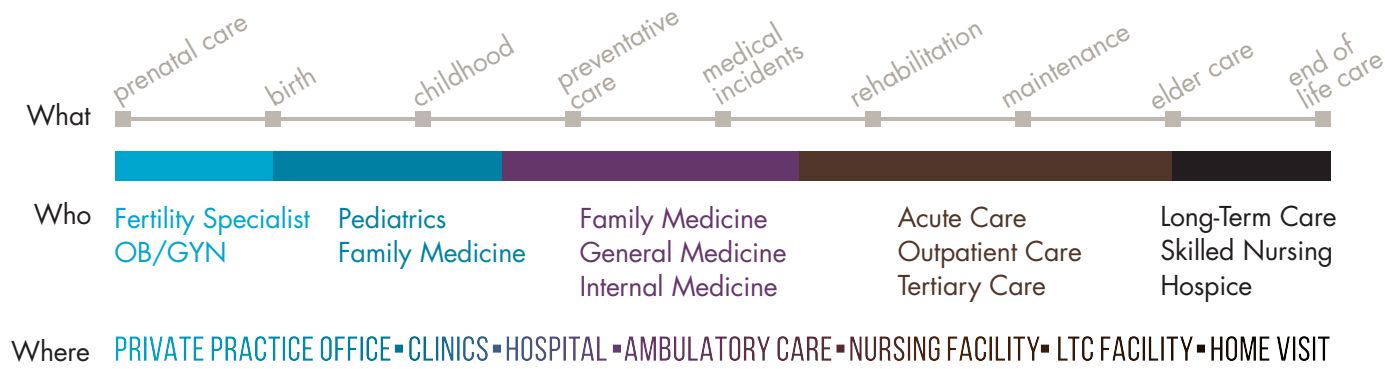 What
prenatal care
birth
childhood
preventative
care
medical
incidents
rehabilitation
maintenance
elder care
end of
life care
Who
Fertility Specialist
OB/GYN
Pediatrics
Family Medicine
Family Medicine
General Medicine
Internal Medicine
Acute Care
Outpatient Care
Tertiary Care
Long-Term Care
Skilled Nursing
Hospice
Where
PRIVATE PRACTICE OFFICE▪CLINICS▪HOSPITAL▪AMBULATORY CARE▪NURSING FACILITY▪LTC FACILITY▪HOME VISIT